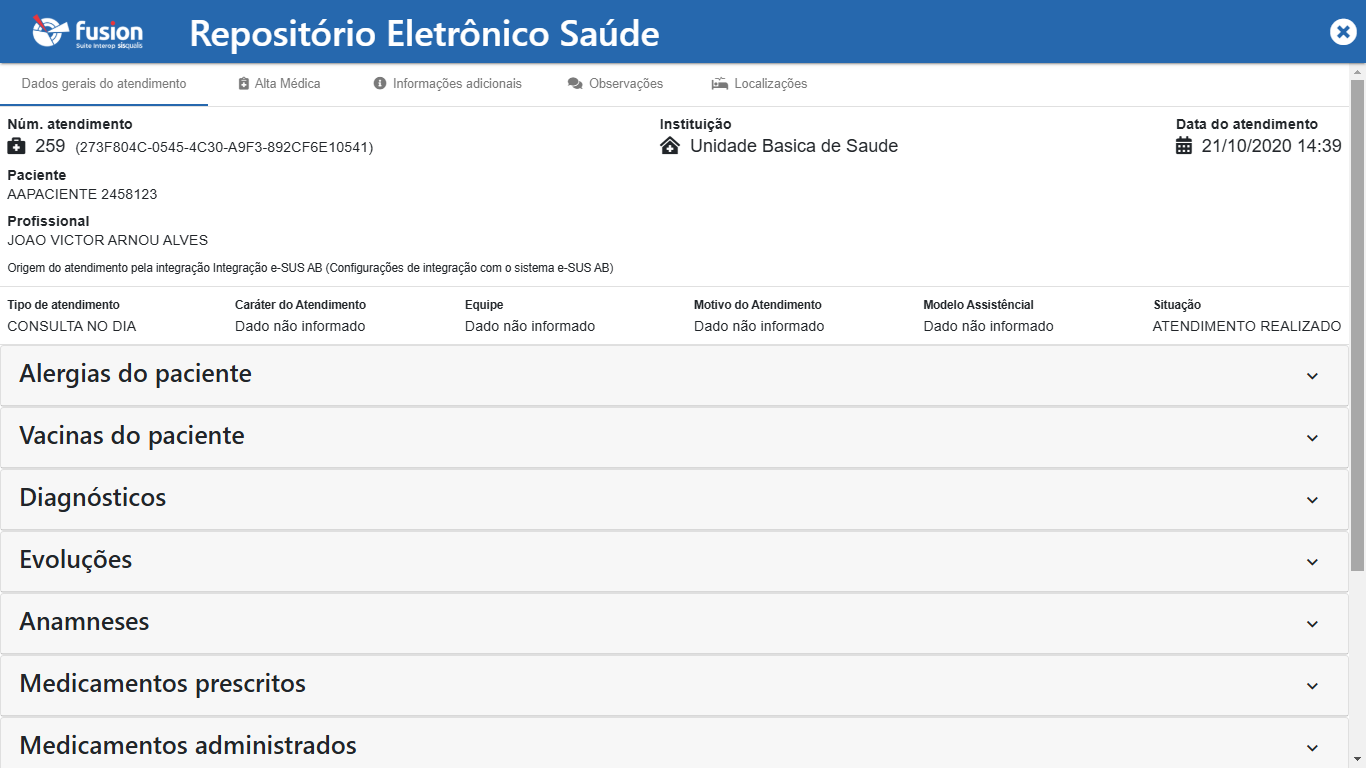 fusion
Suite Interop sisqualis
Repositório Eletrônico Saúde
Dados gerais do atendimento Alta Médica Informações adicionais Observações Localizações
Núm. atendimento Instituição Data do atendimento
259 (273F804C-0545-4C30-A9F3-892CF6E10541) Unidade Basica de Saude 21/10/2020 14:39
Paciente
AAPACIENTE 2458123
Profissional
JOAO VICTOR ARNOU ALVES
Origem do atendimento pela integração Integração e-SUS AB (Configurações de integração com o sistema e-SUS AB)
Tipo de atendimento Caráter do Atendimento Equipe Motivo do Atendimento Modelo Assistêncial Situação
CONSULTA NO DIA Dado não informado Dado não informado Dado não informado Dado não informado ATENDIMENTO REALIZADO
Alergias do paciente
Vacinas do paciente
Diagnósticos
Evoluções
Anamneses
Medicamentos prescritos
Medicamentos administrados